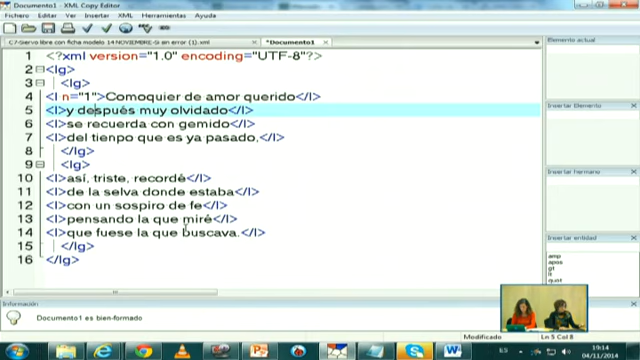 Documento1 - XML Copy Editor
Fichero Editar Ver Insertar XML Herramientas Ayuda
C7-Siervo libre con ficha modelo 14 NOVIEMBRE-Si an error (1).xml
*Documento1
Elemento actual
1 <?xml version="1.0" encoding="UTF-8"?>
2 <lg>
3 <lg>
4 <l n="1">Comoquier de amor querido</l>
5 <l>y después muy olvidado</l>
6 <l>se recuerda con gemido</l>
7 <l>del tienpo que es ya pasado,</l>
8 </lg>
9 <lg>
10 <l>así, triste, recordé</l>
11 <l>de la selva donde estaba</l>
12 <l>con un sospiro de fe</l>
13 <l>pensando la que miré</l>
14 <l>que fuese la que buscava.</l>
15 </lg>
16 </lg>
Insertar Elemento
Insertar hermano
Insertar entidad
amp
apos
gt
lt
quot
Información
Documento1 es bien-formado
Modificado
Ln 5 Col 8
ES
19:14
04/11/2014